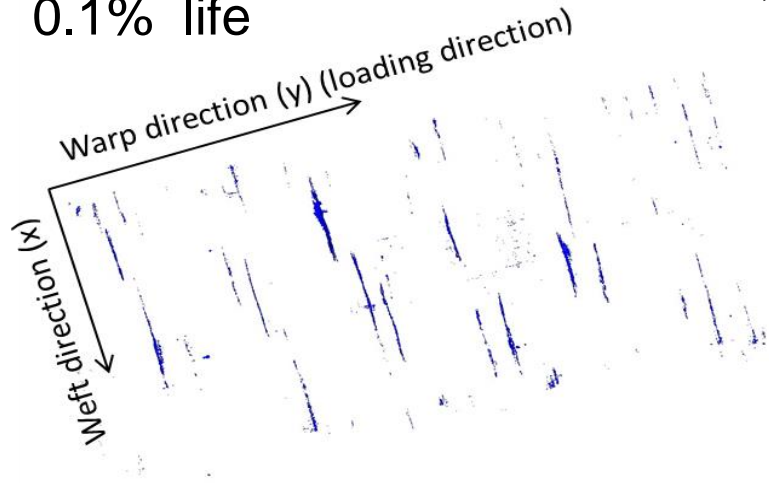 0.1% life
Warp direction (y) (loading direction)
Weft direction (x)